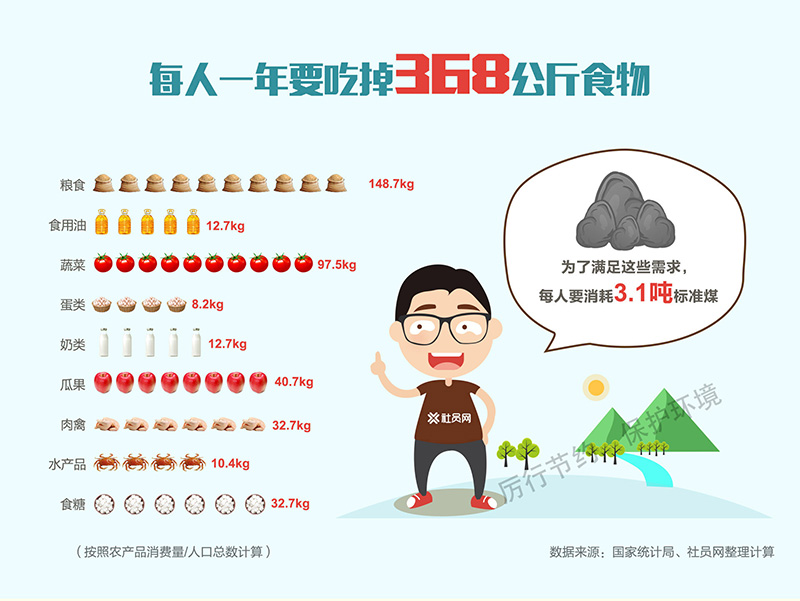 每人一年要吃掉368公斤食物
粮食 148.7kg
食用油 12.7kg
蔬菜 97.5kg
蛋类 8.2kg
奶类 12.7kg
瓜果 40.7kg
肉禽 32.7kg
水产品 10.4kg
食糖 32.7kg
（按照农产品消费量/人口总数计算）
为了满足这些需求，
每人要消耗3.1吨标准煤
社员网
厉行节约 保护环境
数据来源：国家统计局、社员网整理计算